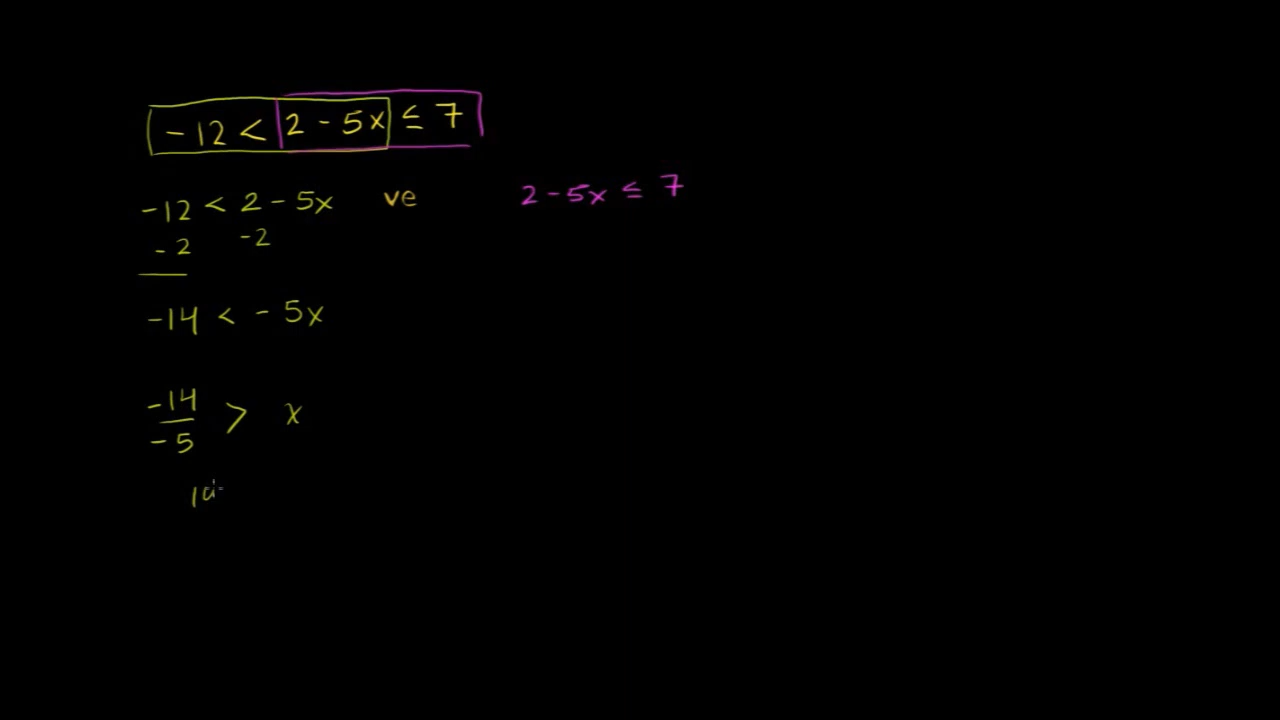 -12 < 2 - 5x ≤ 7
-12 < 2 - 5x ve 2 - 5x ≤ 7
-2 -2
-14 < - 5x
-14/-5 > x